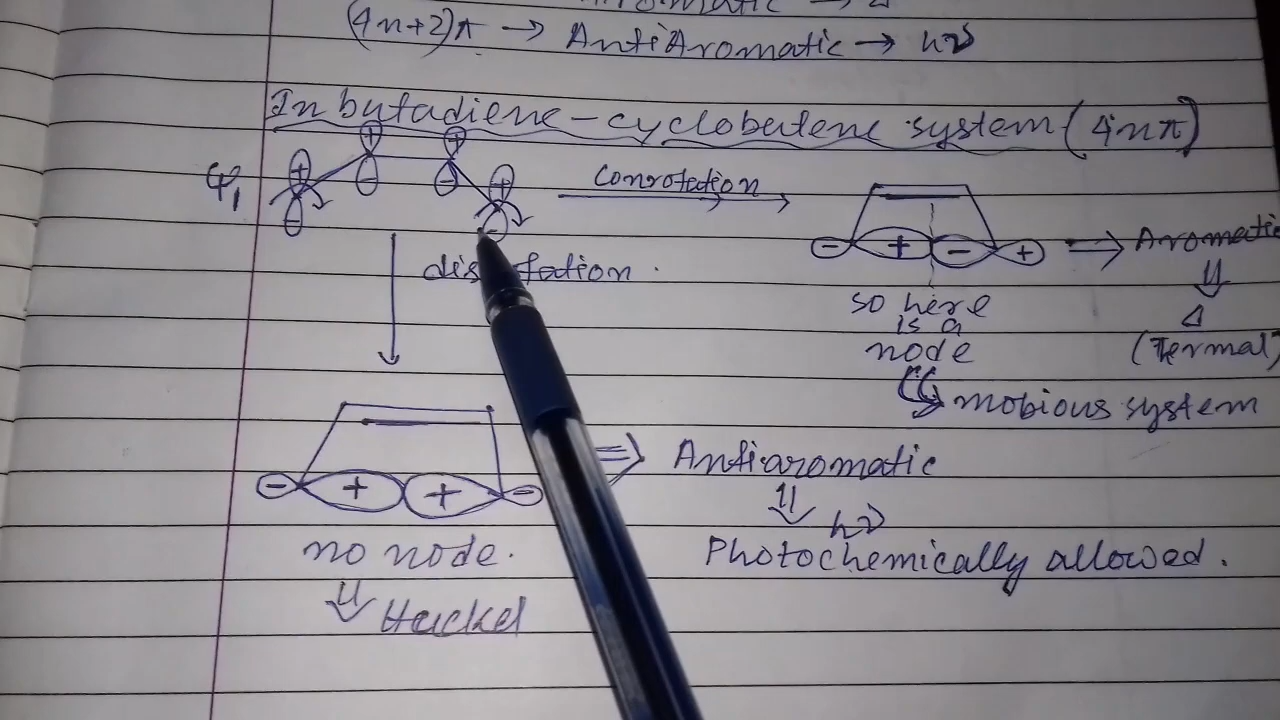 (4n+2)π → AntiAromatic → hν
In butadiene-cyclobutene system (4nπ)
ψ1
Conrotation
disrotation.
⇒ Aromatic
⇓
Δ
(Termal)
so here
is a
node
mobious system
⇒ Antiaromatic
⇓ hν
Photochemically allowed.
no node.
⇓ Huckel